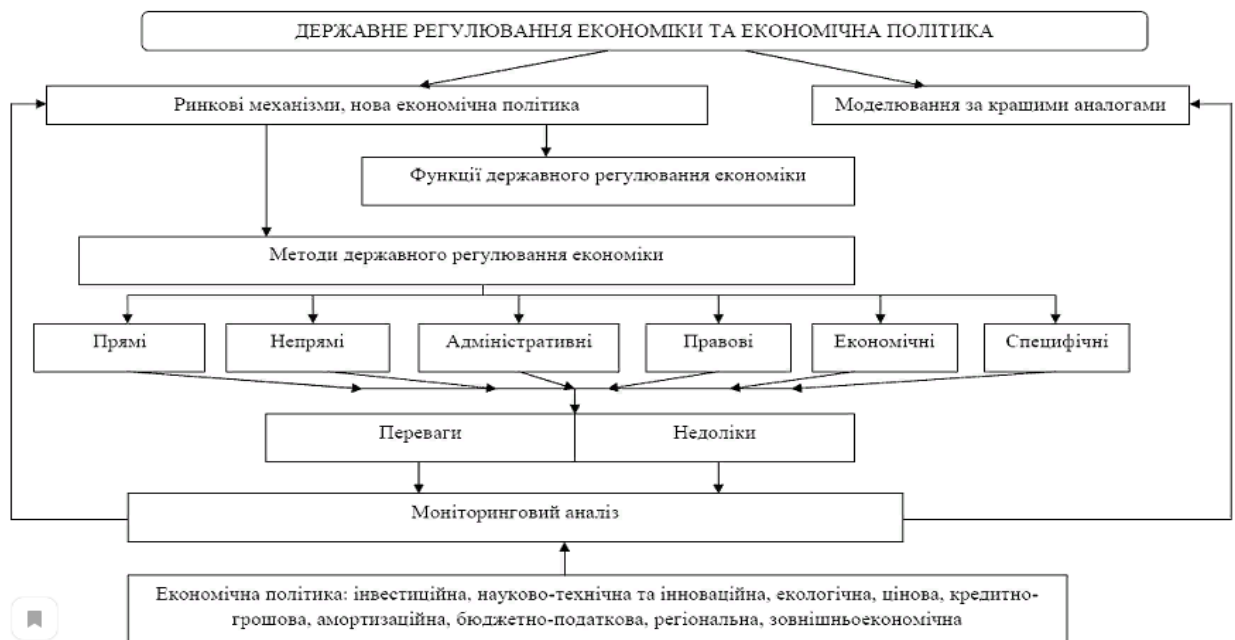 ДЕРЖАВНЕ РЕГУЛЮВАННЯ ЕКОНОМІКИ ТА ЕКОНОМІЧНА ПОЛІТИКА
Ринкові механізми, нова економічна політика
Моделювання за кращими аналогами
Функції державного регулювання економіки
Методи державного регулювання економіки
Прямі
Непрямі
Адміністративні
Правові
Економічні
Специфічні
Переваги
Недоліки
Моніторинговий аналіз
Економічна політика: інвестиційна, науково-технічна та інноваційна, екологічна, цінова, кредитно-
грошова, амортизаційна, бюджетно-податкова, регіональна, зовнішньоекономічна